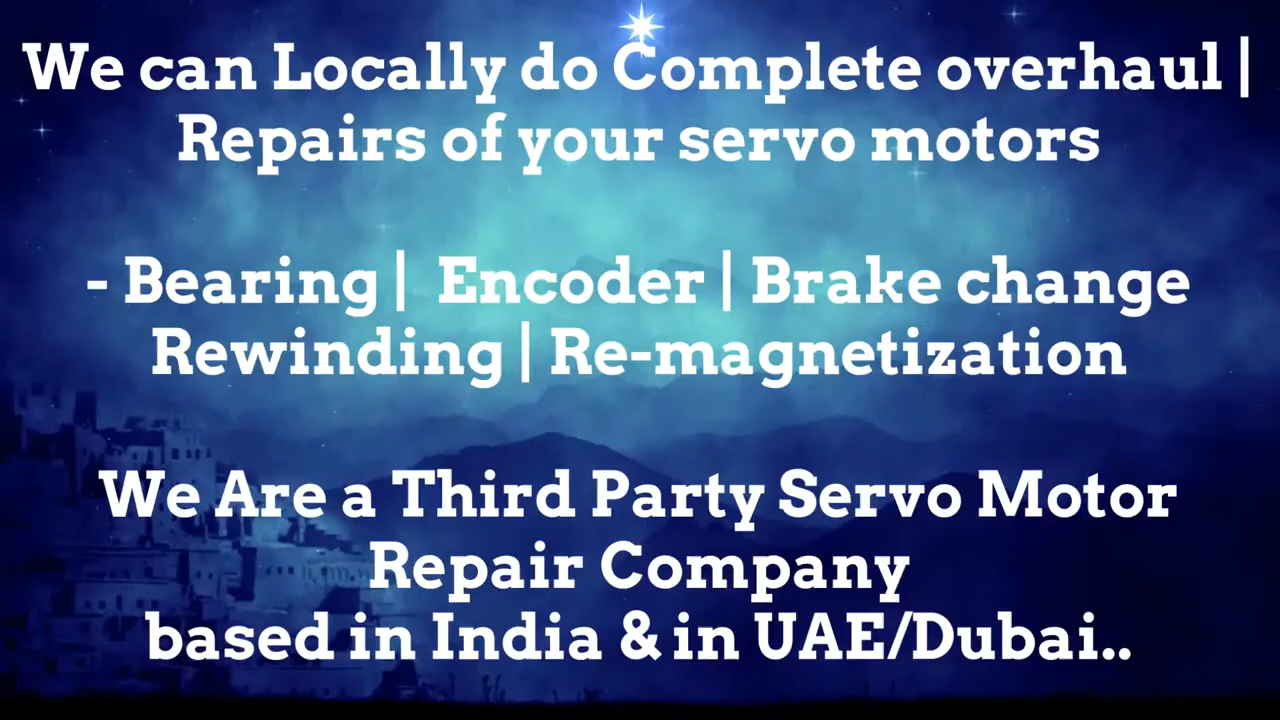 We can Locally do Complete overhaul |
Repairs of your servo motors
- Bearing | Encoder | Brake change
Rewinding | Re-magnetization
We Are a Third Party Servo Motor
Repair Company
based in India & in UAE/Dubai..